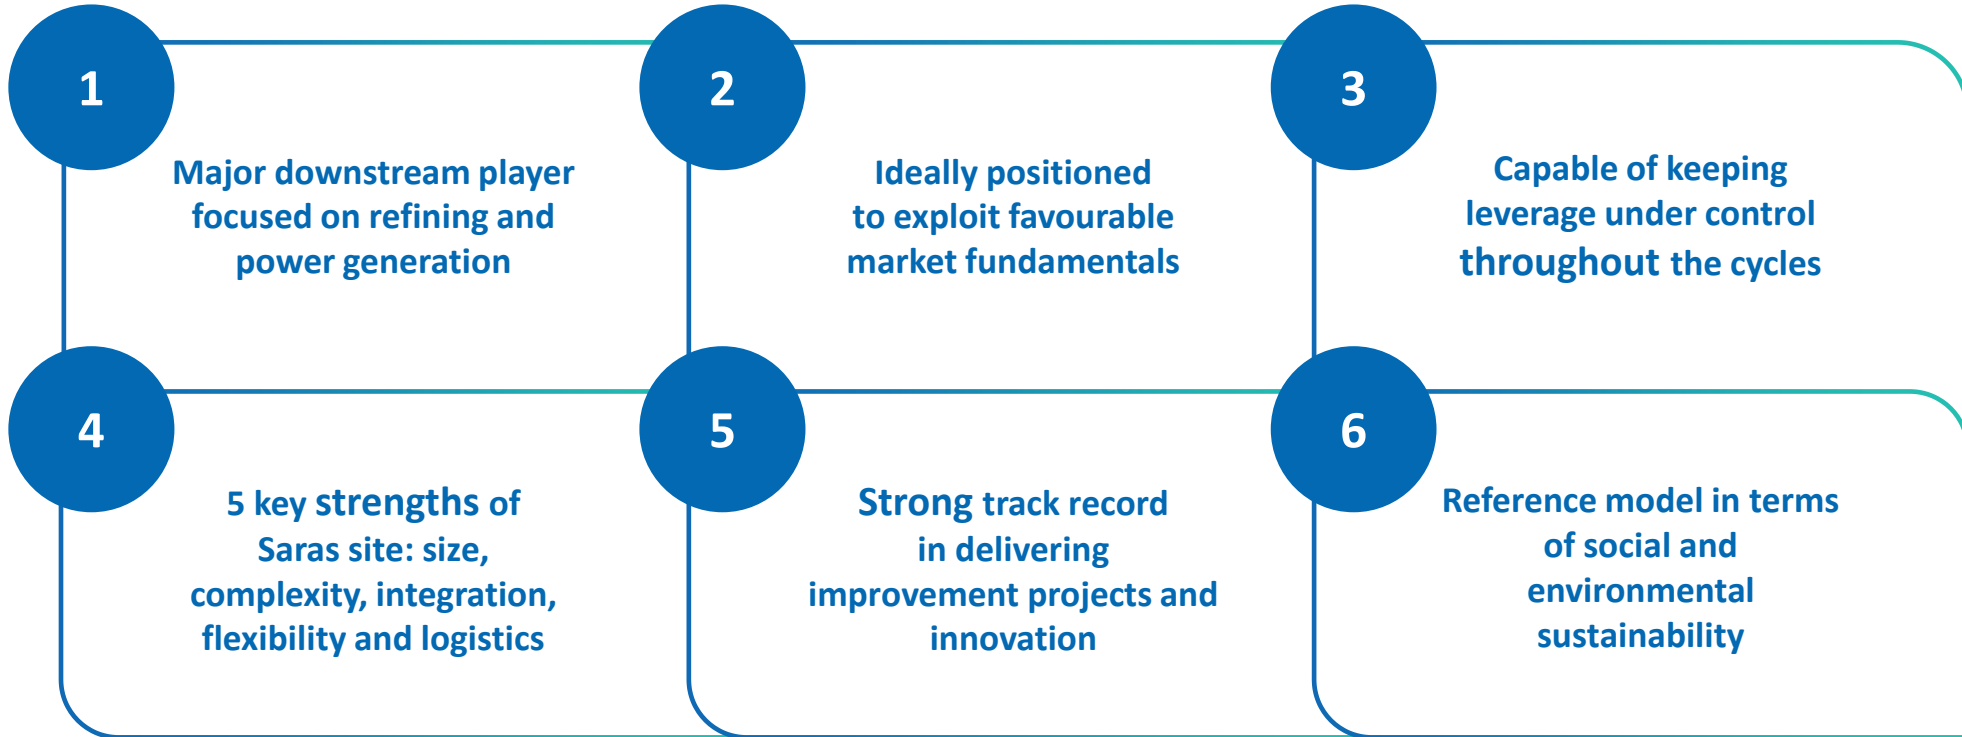 1
Major downstream player
focused on refining and
power generation
2
Ideally positioned
to exploit favourable
market fundamentals
3
Capable of keeping
leverage under control
throughout the cycles
4
5 key strengths of
Saras site: size,
complexity, integration,
flexibility and logistics
5
Strong track record
in delivering
improvement projects and
innovation
6
Reference model in terms
of social and
environmental
sustainability